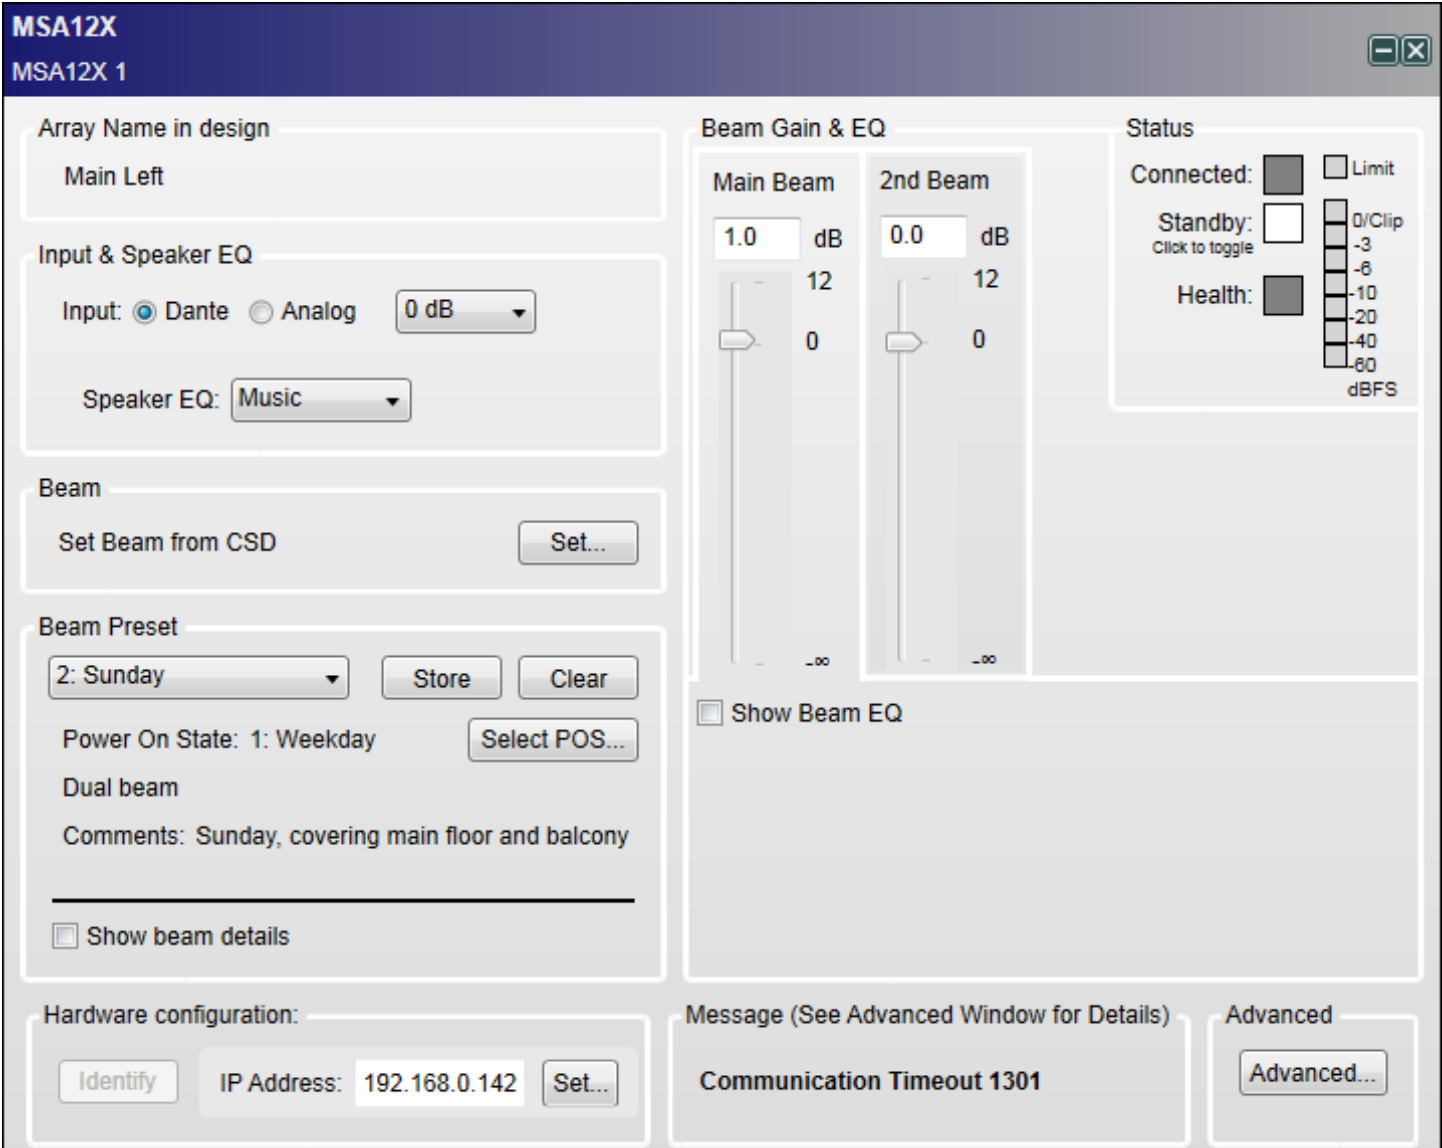 MSA12X
MSA12X 1
Array Name in design
Main Left
Input & Speaker EQ
Input: Dante Analog 0 dB
Speaker EQ: Music
Beam
Set Beam from CSD Set...
Beam Preset
2: Sunday Store Clear
Power On State: 1: Weekday Select POS...
Dual beam
Comments: Sunday, covering main floor and balcony
Show beam details
Beam Gain & EQ
Main Beam 2nd Beam
1.0 dB 0.0 dB
12 12
0 0
-∞ -∞
Show Beam EQ
Status
Connected: Limit
Standby:
Click to toggle
Health:
0/Clip
-3
-6
-10
-20
-40
-60
dBFS
Hardware configuration:
Identify IP Address: 192.168.0.142 Set...
Message (See Advanced Window for Details)
Communication Timeout 1301
Advanced
Advanced...